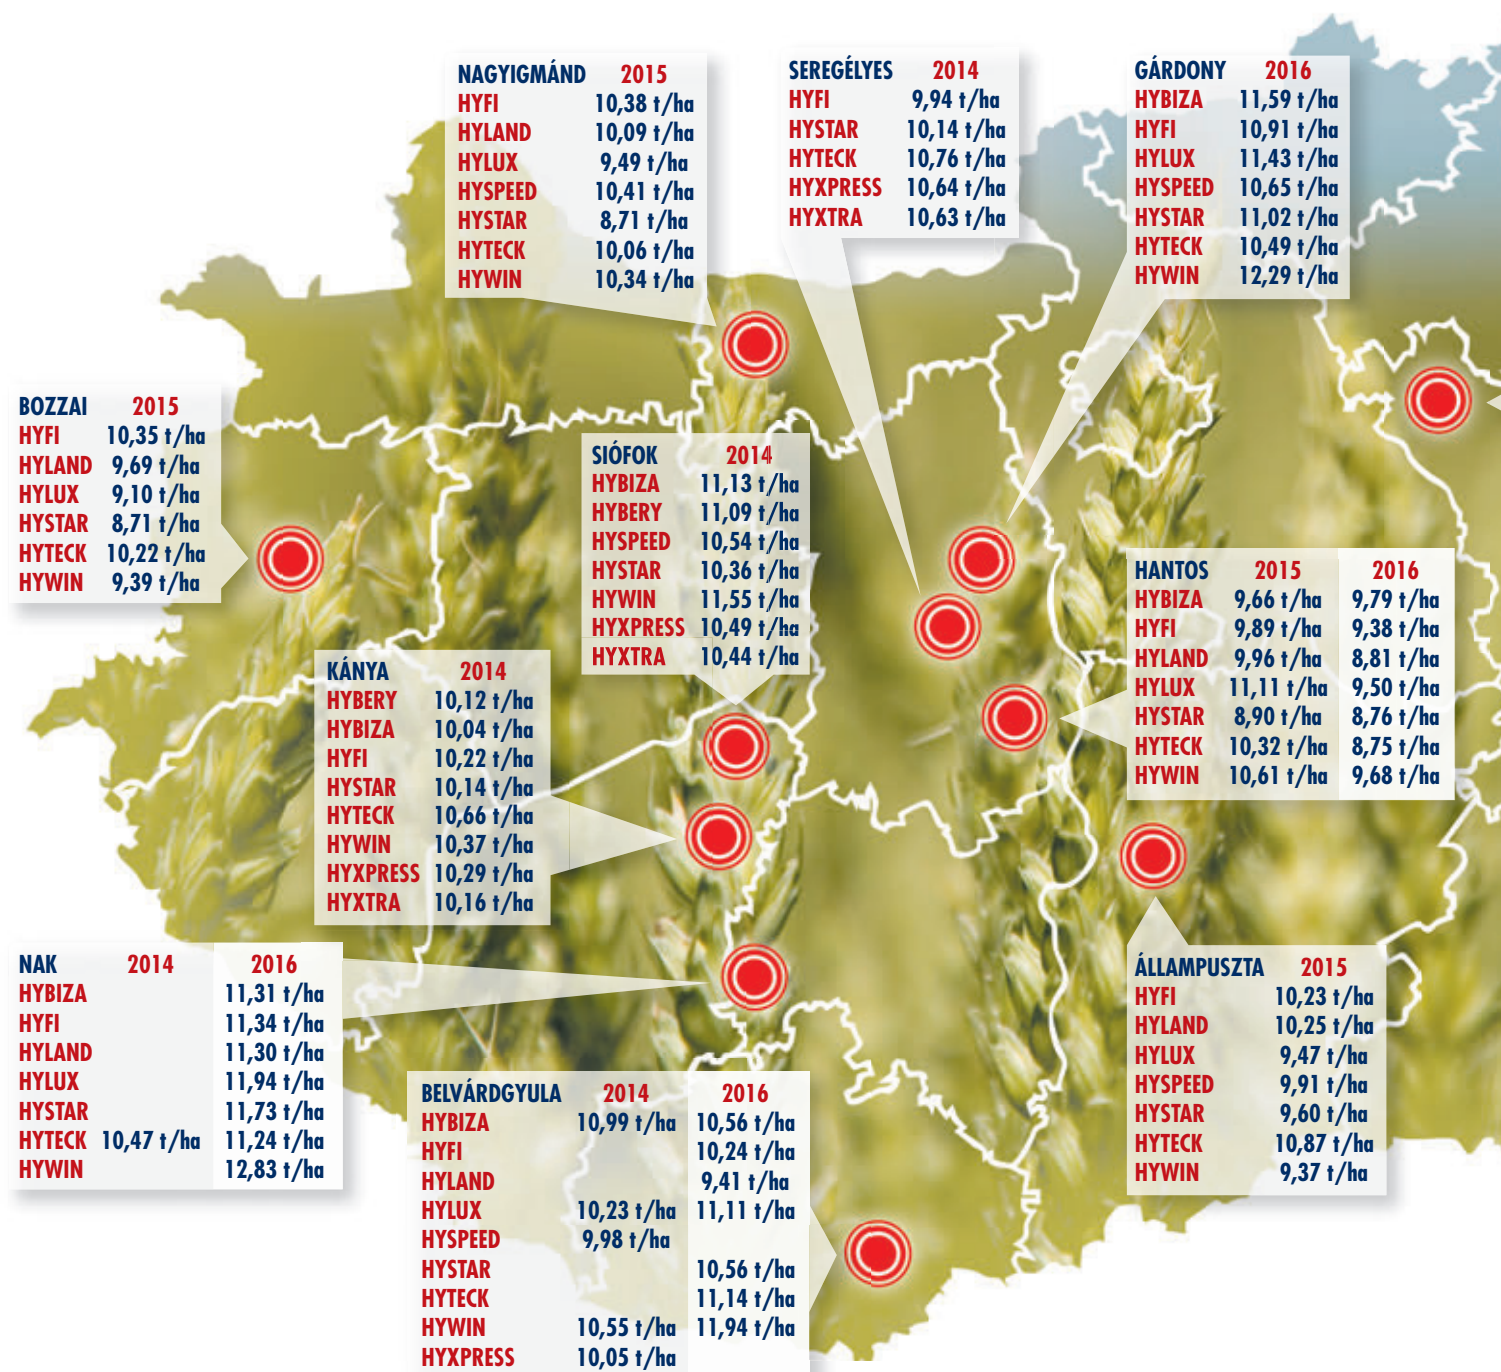 NAGYIGMÁND 2015
HYFI 10,38 t/ha
HYLAND 10,09 t/ha
HYLUX 9,49 t/ha
HYSPEED 10,41 t/ha
HYSTAR 8,71 t/ha
HYTECK 10,06 t/ha
HYWIN 10,34 t/ha
SEREGÉLYES 2014
HYFI 9,94 t/ha
HYSTAR 10,14 t/ha
HYTECK 10,76 t/ha
HYXPRESS 10,64 t/ha
HYXTRA 10,63 t/ha
GÁRDONY 2016
HYBIZA 11,59 t/ha
HYFI 10,91 t/ha
HYLUX 11,43 t/ha
HYSPEED 10,65 t/ha
HYSTAR 11,02 t/ha
HYTECK 10,49 t/ha
HYWIN 12,29 t/ha
BOZZAI 2015
HYFI 10,35 t/ha
HYLAND 9,69 t/ha
HYLUX 9,10 t/ha
HYSTAR 8,71 t/ha
HYTECK 10,22 t/ha
HYWIN 9,39 t/ha
SIÓFOK 2014
HYBIZA 11,13 t/ha
HYBERY 11,09 t/ha
HYSPEED 10,54 t/ha
HYSTAR 10,36 t/ha
HYWIN 11,55 t/ha
HYXPRESS 10,49 t/ha
HYXTRA 10,44 t/ha
HANTOS 2015 2016
HYBIZA 9,66 t/ha 9,79 t/ha
HYFI 9,89 t/ha 9,38 t/ha
HYLAND 9,96 t/ha 8,81 t/ha
HYLUX 11,11 t/ha 9,50 t/ha
HYSTAR 8,90 t/ha 8,76 t/ha
HYTECK 10,32 t/ha 8,75 t/ha
HYWIN 10,61 t/ha 9,68 t/ha
KÁNYA 2014
HYBERY 10,12 t/ha
HYBIZA 10,04 t/ha
HYFI 10,22 t/ha
HYSTAR 10,14 t/ha
HYTECK 10,66 t/ha
HYWIN 10,37 t/ha
HYXPRESS 10,29 t/ha
HYXTRA 10,16 t/ha
NAK 2014 2016
HYBIZA 11,31 t/ha
HYFI 11,34 t/ha
HYLAND 11,30 t/ha
HYLUX 11,94 t/ha
HYSTAR 11,73 t/ha
HYTECK 10,47 t/ha 11,24 t/ha
HYWIN 12,83 t/ha
ÁLLAMPUSZTA 2015
HYFI 10,23 t/ha
HYLAND 10,25 t/ha
HYLUX 9,47 t/ha
HYSPEED 9,91 t/ha
HYSTAR 9,60 t/ha
HYTECK 10,87 t/ha
HYWIN 9,37 t/ha
BELVÁRDGYULA 2014 2016
HYBIZA 10,99 t/ha 10,56 t/ha
HYFI 10,24 t/ha
HYLAND 9,41 t/ha
HYLUX 10,23 t/ha 11,11 t/ha
HYSPEED 9,98 t/ha
HYSTAR 10,56 t/ha
HYTECK 11,14 t/ha
HYWIN 10,55 t/ha 11,94 t/ha
HYXPRESS 10,05 t/ha